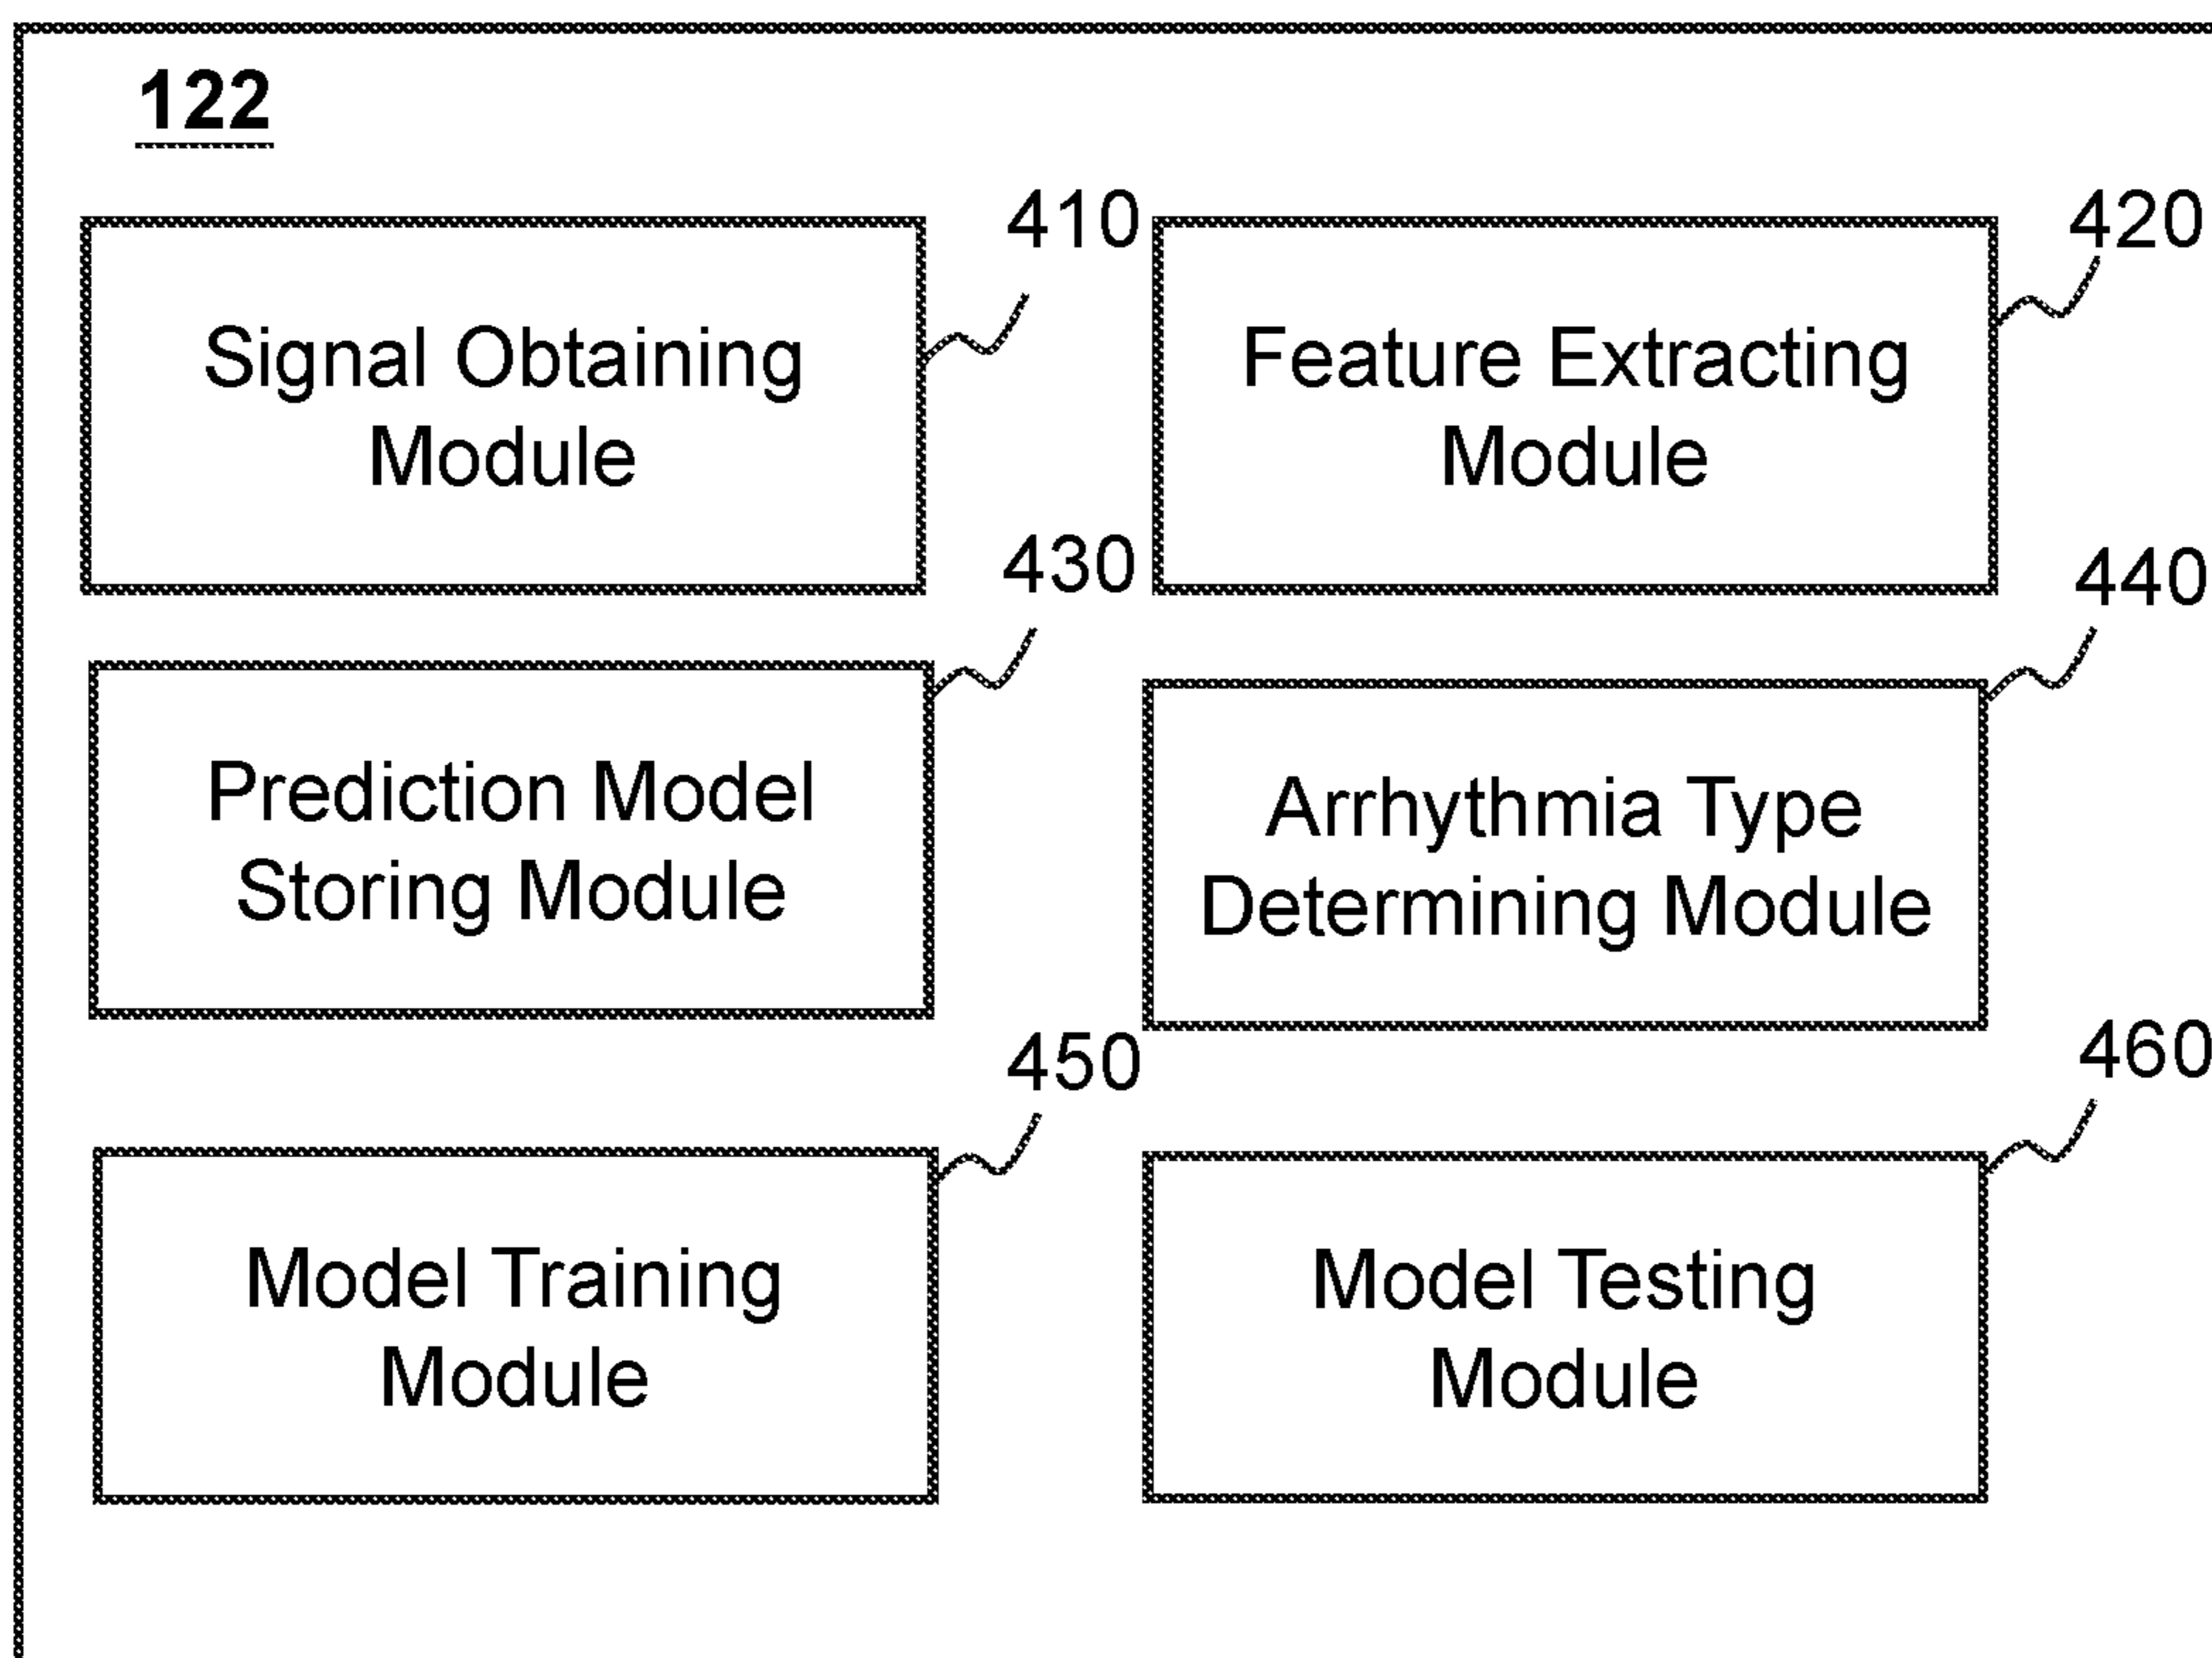 122
410
420
Signal Obtaining
Module
Feature Extracting
Module
430
440
Prediction Model
Storing Module
Arrhythmia Type
Determining Module
450
460
Model Training
Module
Model Testing
Module